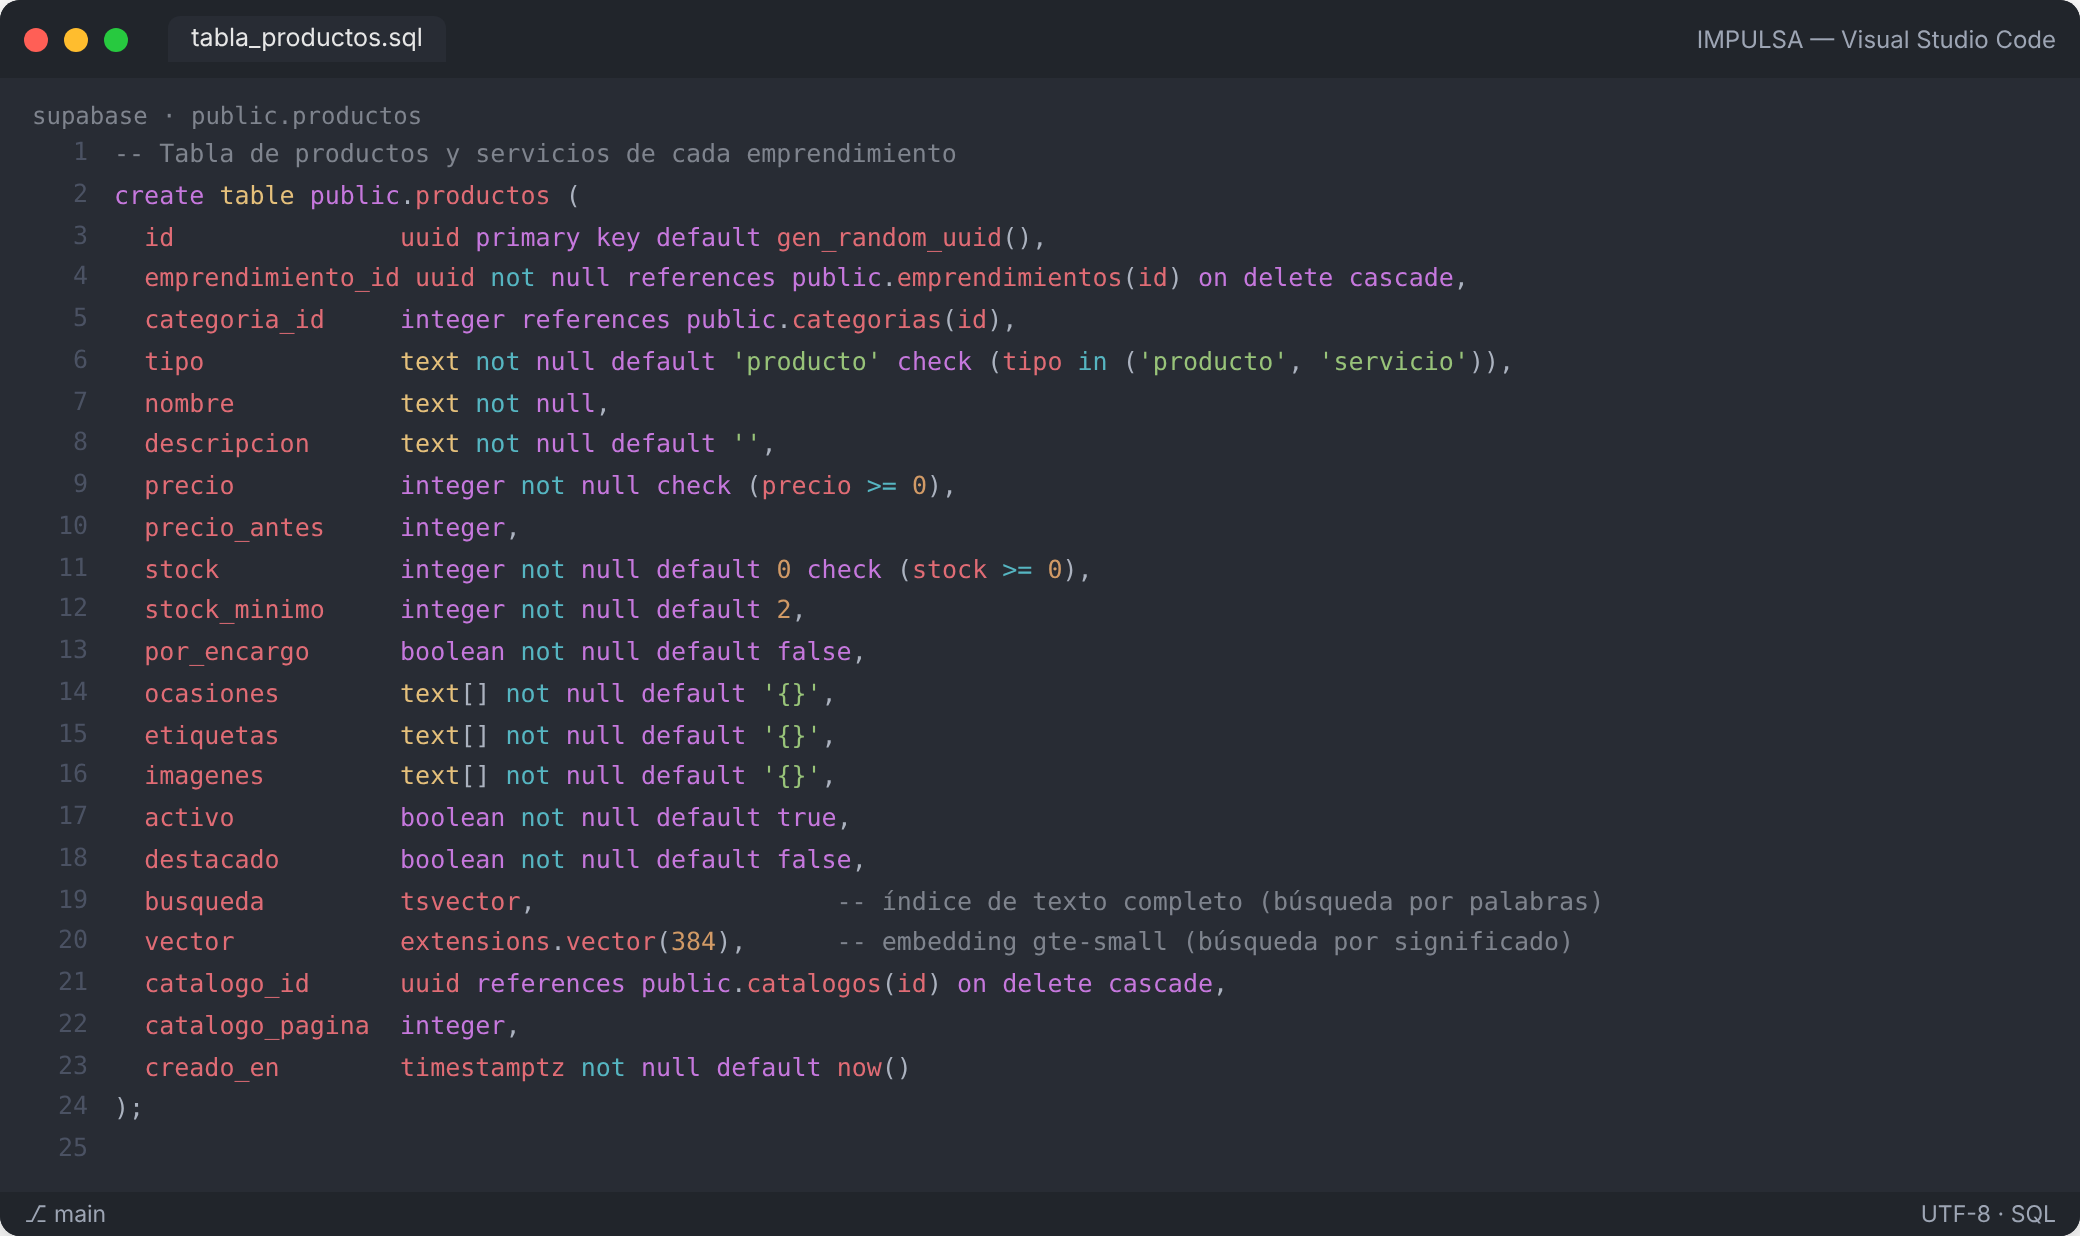 tabla_productos.sql
IMPULSA — Visual Studio Code
supabase · public.productos
1 -- Tabla de productos y servicios de cada emprendimiento
2 create table public.productos (
3   id               uuid primary key default gen_random_uuid(),
4   emprendimiento_id uuid not null references public.emprendimientos(id) on delete cascade,
5   categoria_id     integer references public.categorias(id),
6   tipo             text not null default 'producto' check (tipo in ('producto', 'servicio')),
7   nombre           text not null,
8   descripcion      text not null default '',
9   precio           integer not null check (precio >= 0),
10   precio_antes     integer,
11   stock            integer not null default 0 check (stock >= 0),
12   stock_minimo     integer not null default 2,
13   por_encargo      boolean not null default false,
14   ocasiones        text[] not null default '{}',
15   etiquetas        text[] not null default '{}',
16   imagenes         text[] not null default '{}',
17   activo           boolean not null default true,
18   destacado        boolean not null default false,
19   busqueda         tsvector,                    -- índice de texto completo (búsqueda por palabras)
20   vector           extensions.vector(384),      -- embedding gte-small (búsqueda por significado)
21   catalogo_id      uuid references public.catalogos(id) on delete cascade,
22   catalogo_pagina  integer,
23   creado_en        timestamptz not null default now()
24 );
25
⎇ main
UTF-8 · SQL